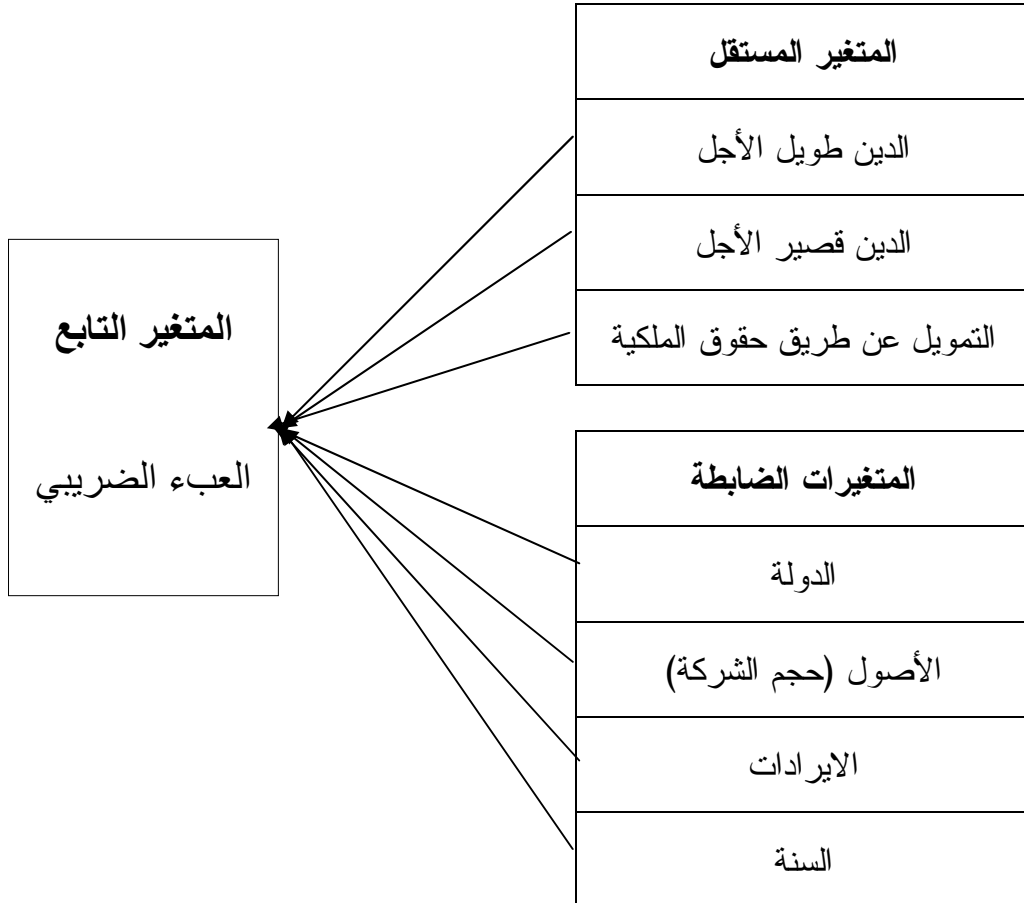 المتغير المستقل
الدين طويل الأجل
الدين قصير الأجل
التمويل عن طريق حقوق الملكية
المتغير التابع
العبء الضريبي
المتغيرات الضابطة
الدولة
الأصول (حجم الشركة)
الايرادات
السنة